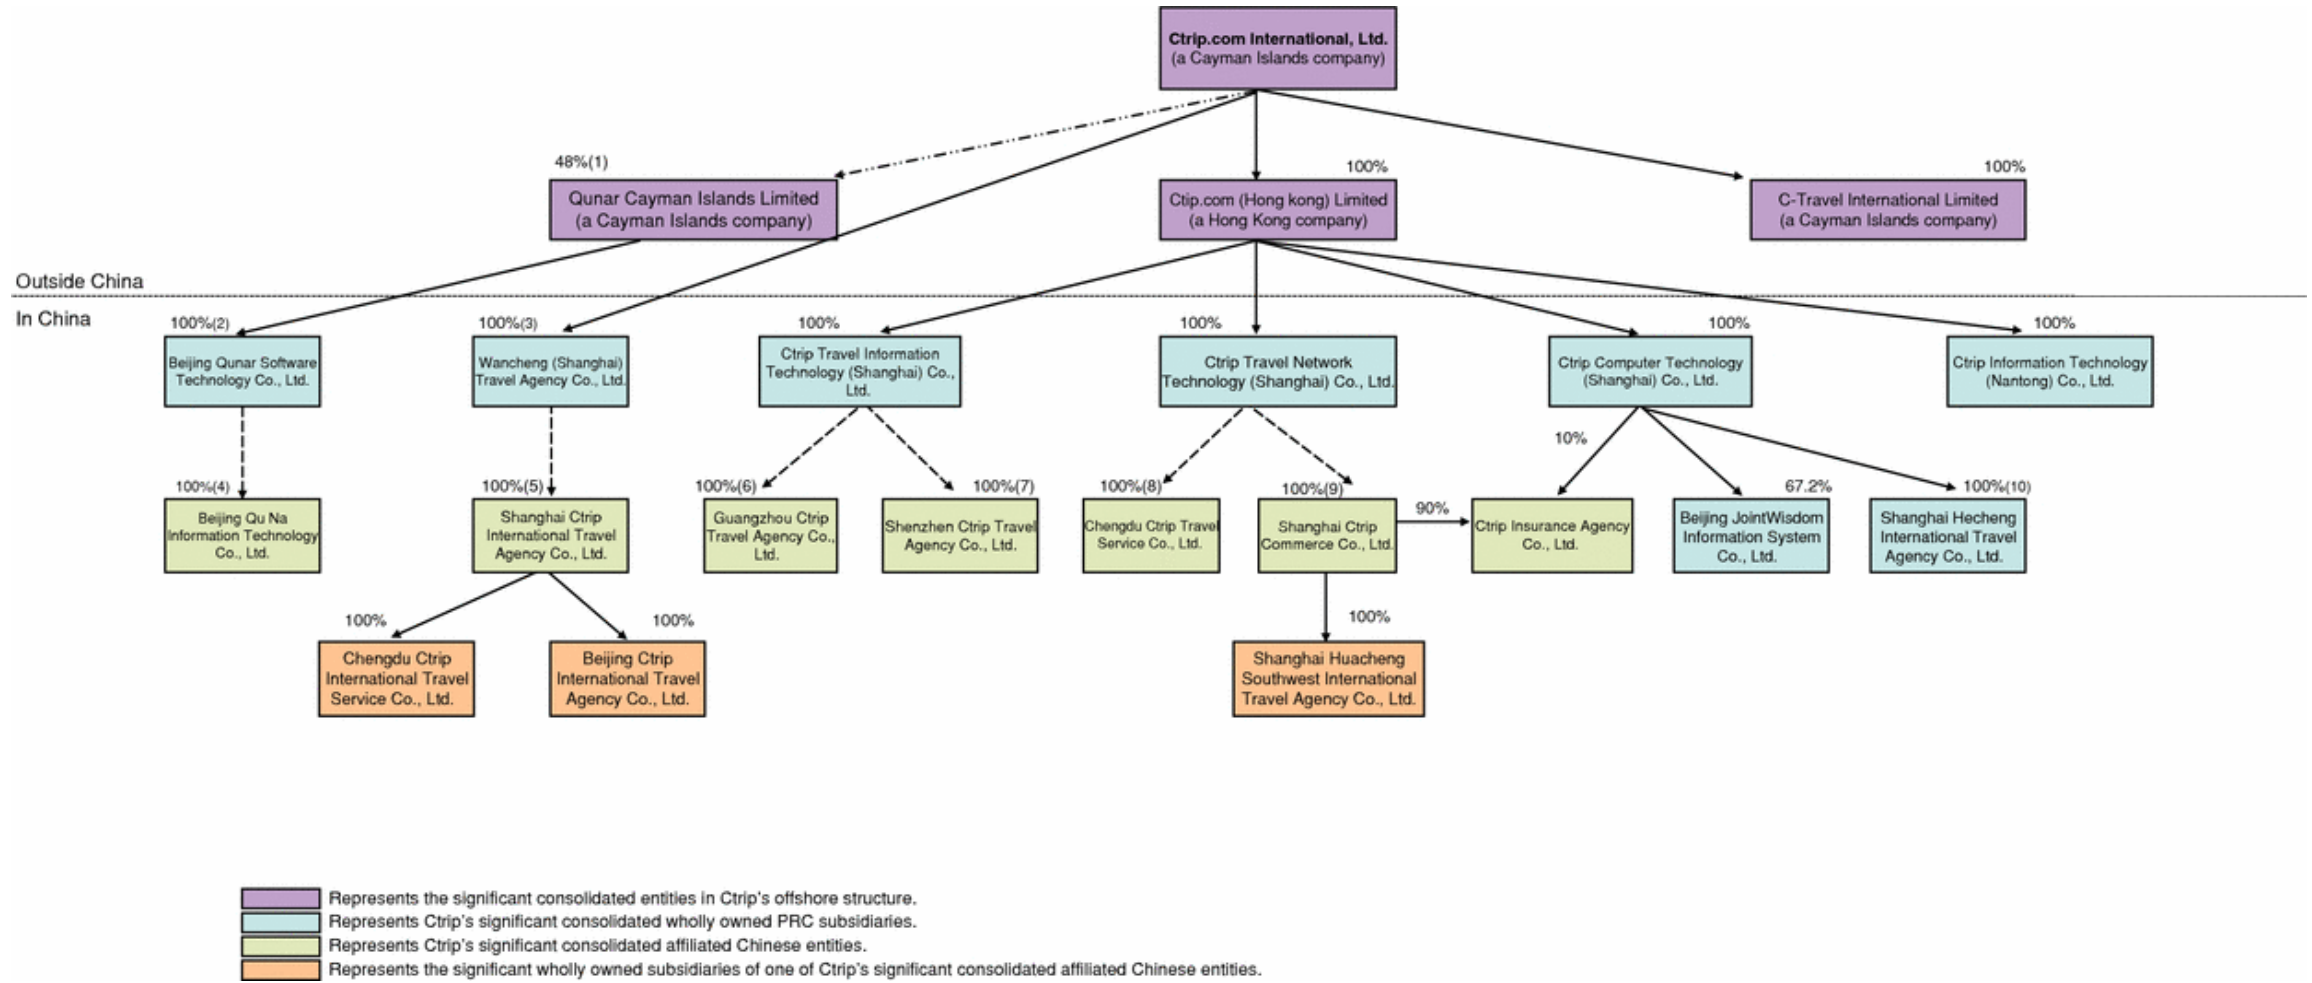 Ctrip.com International, Ltd.
(a Cayman Islands company)
48%(1)
100%
100%
Qunar Cayman Islands Limited
(a Cayman Islands company)
Ctip.com (Hong kong) Limited
(a Hong Kong company)
C-Travel International Limited
(a Cayman Islands company)
Outside China
In China
100%(2)
100%(3)
100%
100%
100%
100%
Beijing Qunar Software
Technology Co., Ltd.
Wancheng (Shanghai)
Travel Agency Co., Ltd.
Ctrip Travel Information
Technology (Shanghai) Co.,
Ltd.
Ctrip Travel Network
Technology (Shanghai) Co., Ltd.
Ctrip Computer Technology
(Shanghai) Co., Ltd.
Ctrip Information Technology
(Nantong) Co., Ltd.
10%
100%(4)
100%(5)
100%(6)
100%(7)
100%(8)
100%(9)
67.2%
100%(10)
Beijing Qu Na
Information Technology
Co., Ltd.
Shanghai Ctrip
International Travel
Agency Co., Ltd.
Guangzhou Ctrip
Travel Agency Co.,
Ltd.
Shenzhen Ctrip Travel
Agency Co., Ltd.
Chengdu Ctrip Travel
Service Co., Ltd.
Shanghai Ctrip
Commerce Co., Ltd.
90%
Ctrip Insurance Agency
Co., Ltd.
Beijing JointWisdom
Information System
Co., Ltd.
Shanghai Hecheng
International Travel
Agency Co., Ltd.
100%
100%
100%
Chengdu Ctrip
International Travel
Service Co., Ltd.
Beijing Ctrip
International Travel
Agency Co., Ltd.
Shanghai Huacheng
Southwest International
Travel Agency Co., Ltd.
Represents the significant consolidated entities in Ctrip's offshore structure.
Represents Ctrip's significant consolidated wholly owned PRC subsidiaries.
Represents Ctrip's significant consolidated affiliated Chinese entities.
Represents the significant wholly owned subsidiaries of one of Ctrip's significant consolidated affiliated Chinese entities.